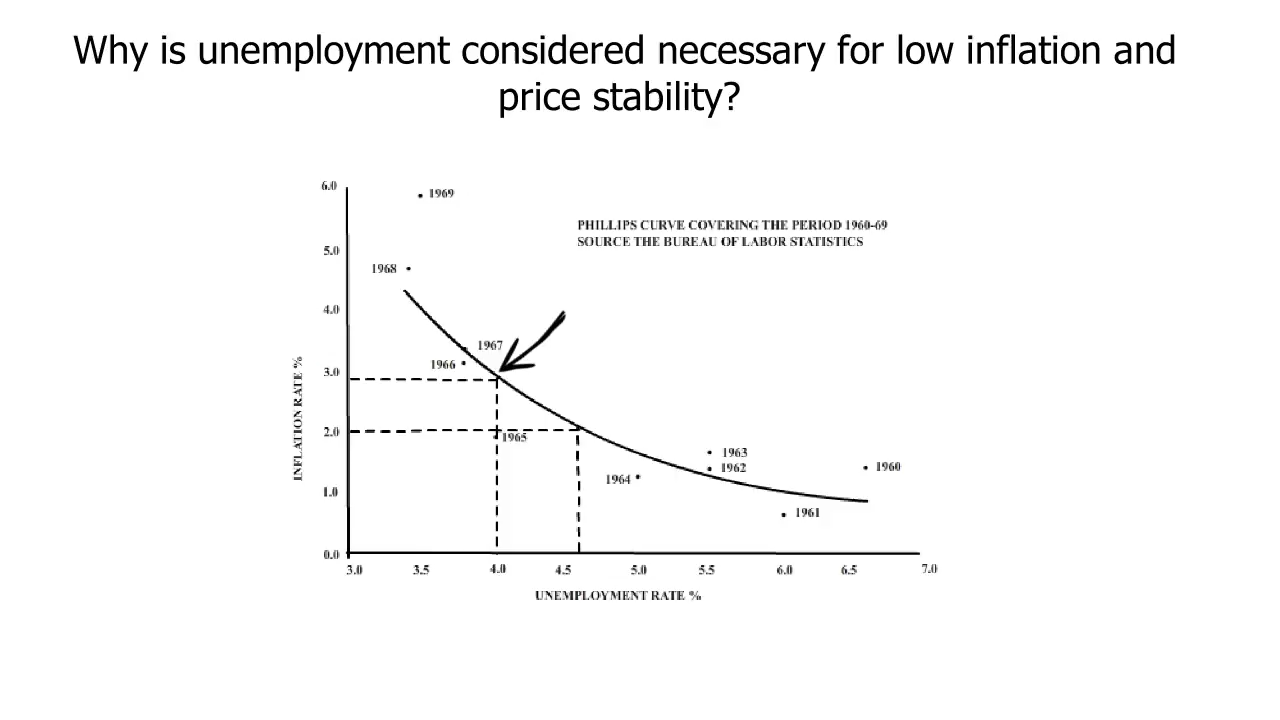 Why is unemployment considered necessary for low inflation and
price stability?
6.0
1969
PHILLIPS CURVE COVERING THE PERIOD 1960-69
SOURCE THE BUREAU OF LABOR STATISTICS
5.0
1968
4.0
1967
1966
3.0
INFLATION RATE %
2.0
1965
1963
1962
1960
1964
1.0
1961
0.0
3.0 3.5 4.0 4.5 5.0 5.5 6.0 6.5 7.0
UNEMPLOYMENT RATE %